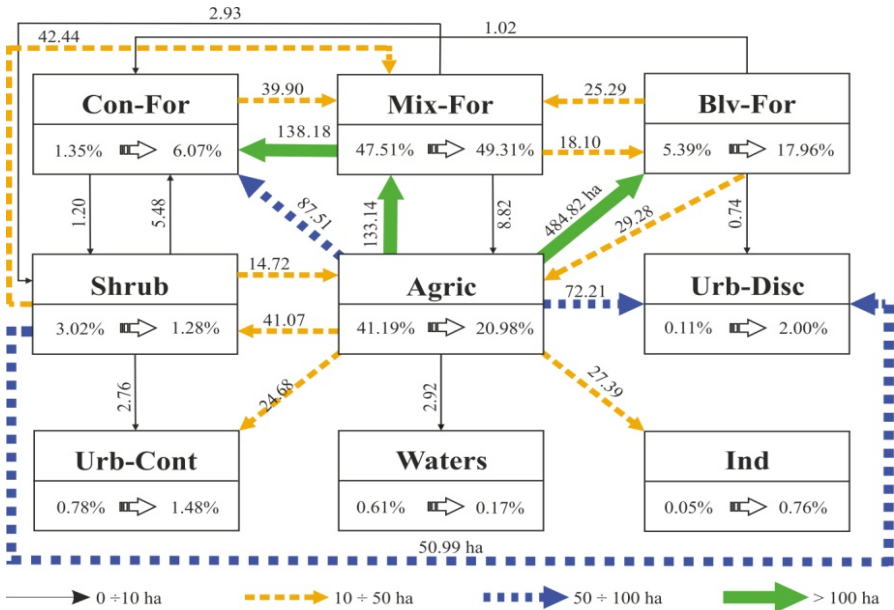 2.93
42.44
1.02
Con-For
39.90
Mix-For
25.29
Blv-For
138.18
18.10
1.35% 6.07%
47.51% 49.31%
5.39% 17.96%
1.20
5.48
87.51
133.14
8.82
484.82 ha
29.28
0.74
Shrub
14.72
Agric
72.21
Urb-Disc
41.07
3.02% 1.28%
41.19% 20.98%
0.11% 2.00%
2.76
24.68
2.92
27.39
Urb-Cont
Waters
Ind
0.78% 1.48%
0.61% 0.17%
0.05% 0.76%
50.99 ha
0 ÷10 ha
10 ÷ 50 ha
50 ÷ 100 ha
> 100 ha